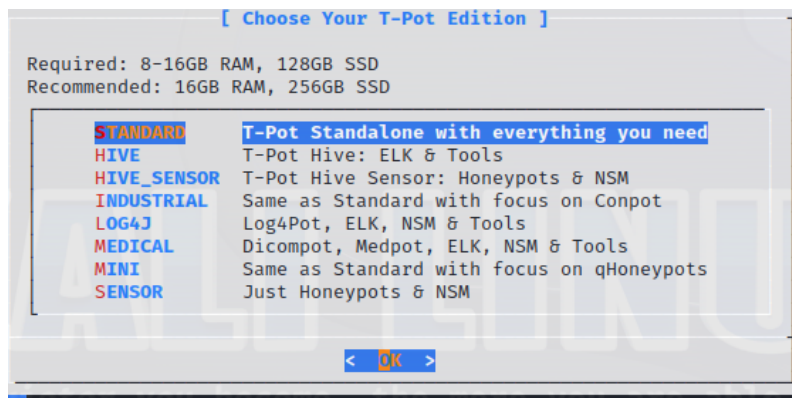 [ Choose Your T-Pot Edition ]
Required: 8-16GB RAM, 128GB SSD
Recommended: 16GB RAM, 256GB SSD
STANDARD T-Pot Standalone with everything you need
HIVE T-Pot Hive: ELK & Tools
HIVE_SENSOR T-Pot Hive Sensor: Honeypots & NSM
INDUSTRIAL Same as Standard with focus on Conpot
LOG4J Log4Pot, ELK, NSM & Tools
MEDICAL Dicompot, Medpot, ELK, NSM & Tools
MINI Same as Standard with focus on qHoneypots
SENSOR Just Honeypots & NSM
< OK >